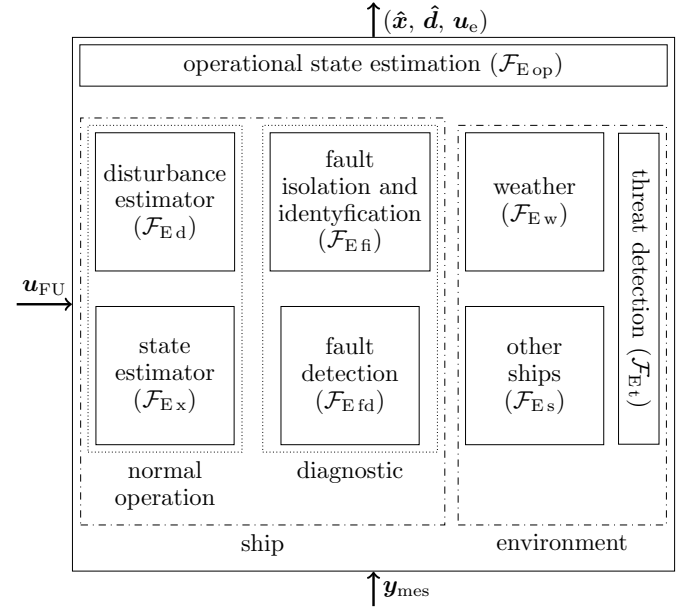 (x̂, d̂, uₑ)
operational state estimation (𝓕_E op)
disturbance
estimator
(𝓕_E d)
fault
isolation and
identyfication
(𝓕_E fi)
weather
(𝓕_E w)
threat detection (𝓕_E t)
u_FU
state
estimator
(𝓕_E x)
fault
detection
(𝓕_E fd)
other
ships
(𝓕_E s)
normal
operation
diagnostic
ship
environment
y_mes